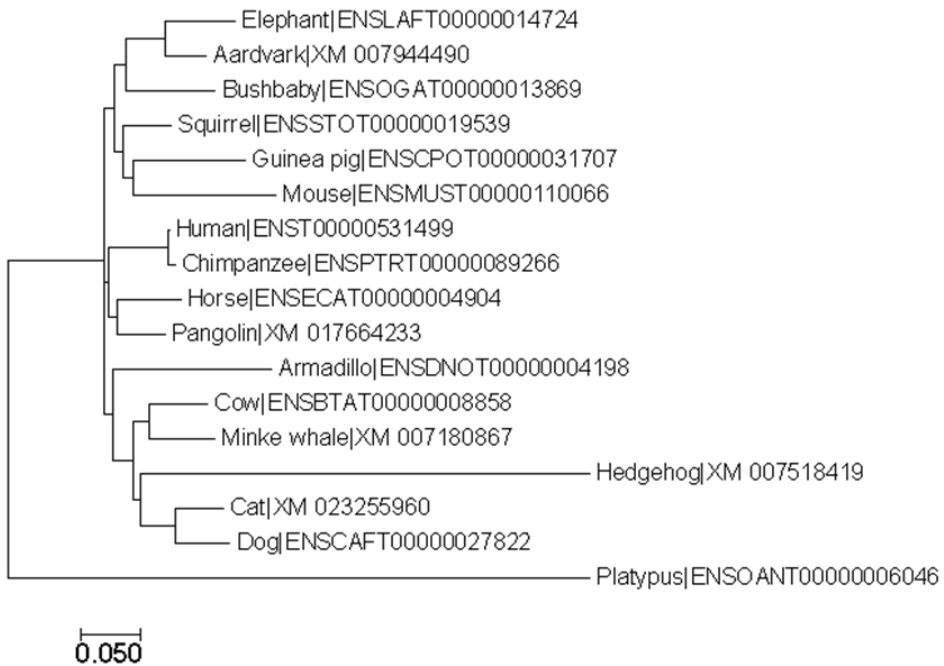 Elephant|ENSLAFT00000014724
Aardvark|XM 007944490
Bushbaby|ENSOGAT00000013869
Squirrel|ENSSTOT00000019539
Guinea pig|ENSCPOT00000031707
Mouse|ENSMUST00000110066
Human|ENST00000531499
Chimpanzee|ENSPTRT00000089266
Horse|ENSECAT00000004904
Pangolin|XM 017664233
Armadillo|ENSDNOT00000004198
Cow|ENSBTAT00000008858
Minke whale|XM 007180867
Hedgehog|XM 007518419
Cat|XM 023255960
Dog|ENSCAFT00000027822
Platypus|ENSOANT00000006046
0.050